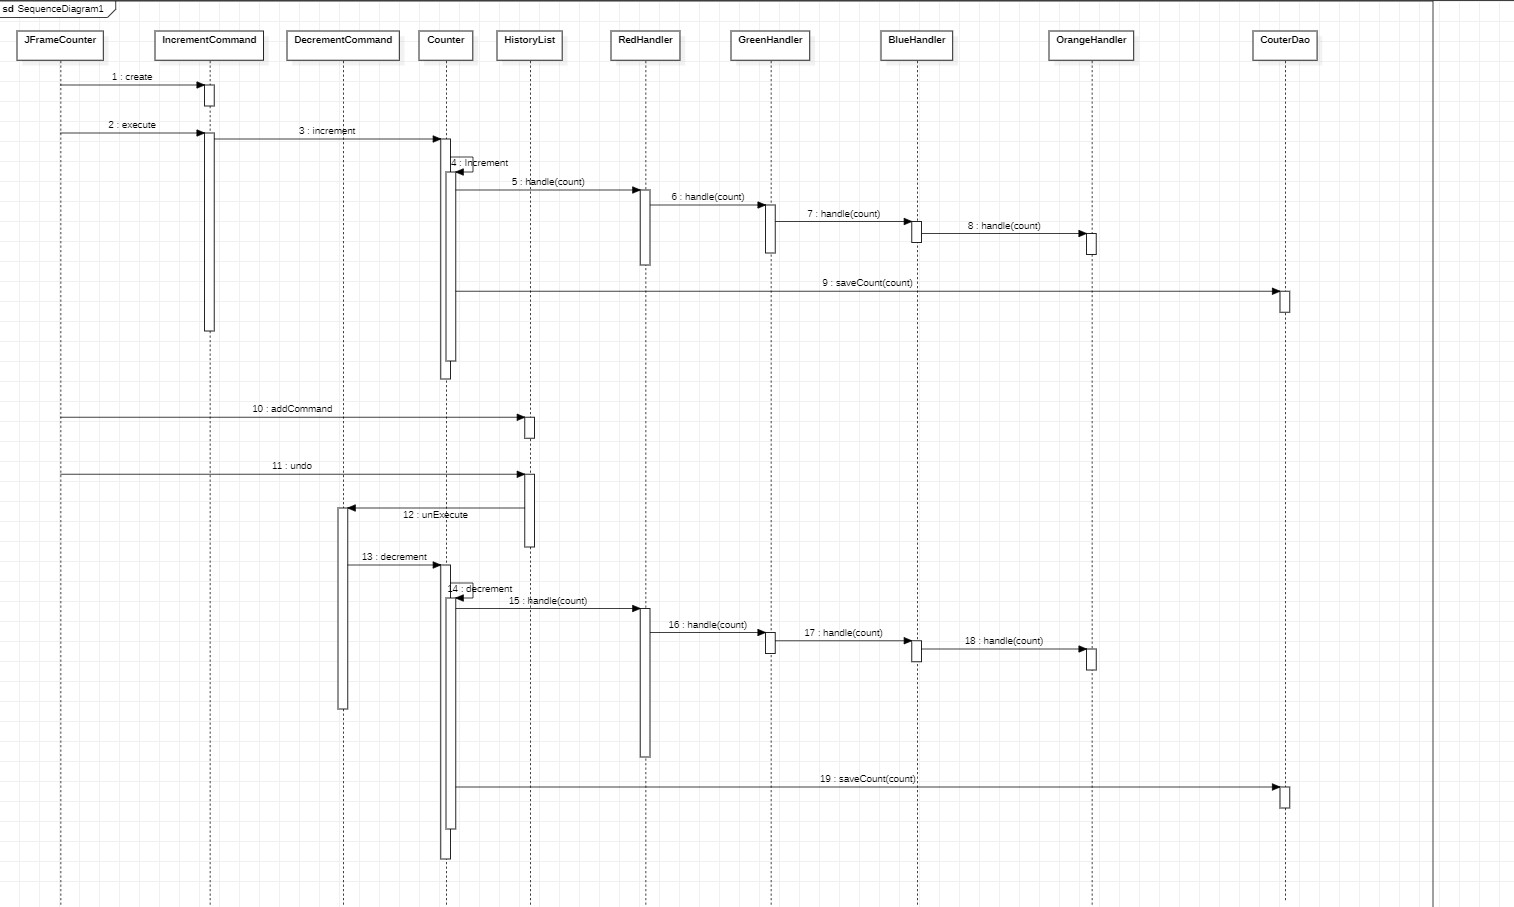 sd SequenceDiagram1
JFrameCounter
IncrementCommand
DecrementCommand
Counter
HistoryList
RedHandler
GreenHandler
BlueHandler
OrangeHandler
CouterDao
1 : create
2 : execute
3 : increment
4 : Increment
5 : handle(count)
6 : handle(count)
7 : handle(count)
8 : handle(count)
9 : saveCount(count)
10 : addCommand
11 : undo
12 : unExecute
13 : decrement
14 : decrement
15 : handle(count)
16 : handle(count)
17 : handle(count)
18 : handle(count)
19 : saveCount(count)